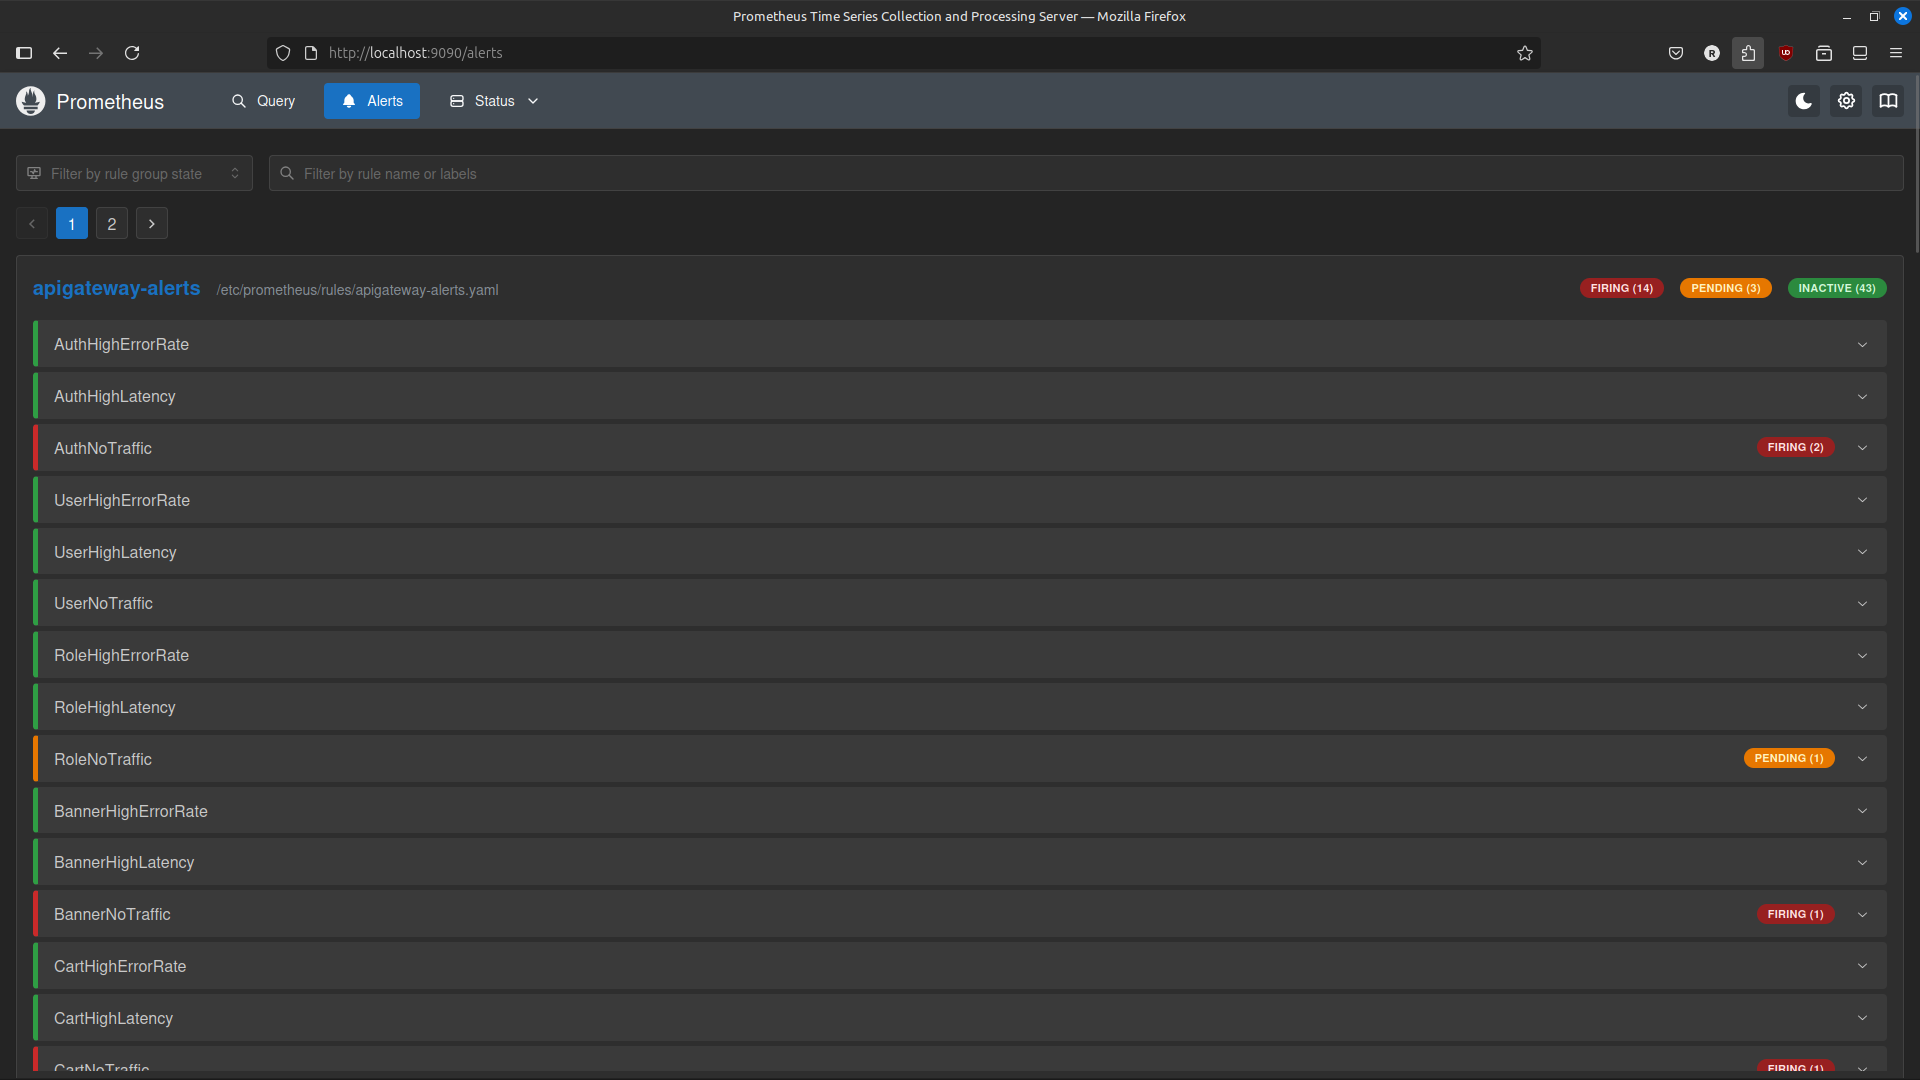 Prometheus Time Series Collection and Processing Server — Mozilla Firefox
http://localhost:9090/alerts
Prometheus
Query
Alerts
Status
Filter by rule group state
Filter by rule name or labels
1 2
apigateway-alerts /etc/prometheus/rules/apigateway-alerts.yaml FIRING (14) PENDING (3) INACTIVE (43)
AuthHighErrorRate
AuthHighLatency
AuthNoTraffic FIRING (2)
UserHighErrorRate
UserHighLatency
UserNoTraffic
RoleHighErrorRate
RoleHighLatency
RoleNoTraffic PENDING (1)
BannerHighErrorRate
BannerHighLatency
BannerNoTraffic FIRING (1)
CartHighErrorRate
CartHighLatency
CartNoTraffic FIRING (1)